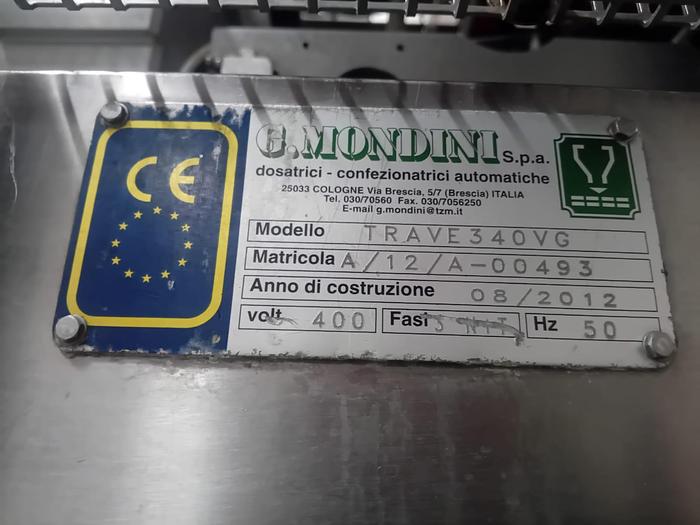 CE
G.MONDINI S.p.a.
dosatrici - confezionatrici automatiche
25033 COLOGNE Via Brescia, 5/7 (Brescia) ITALIA
Tel. 030/70560 Fax. 030/7056250
E-mail g.mondini@tzm.it
Modello TRAVE340VG
Matricola A/12/A-00493
Anno di costruzione 08/2012
volt 400 Fasi 3 Hz 50